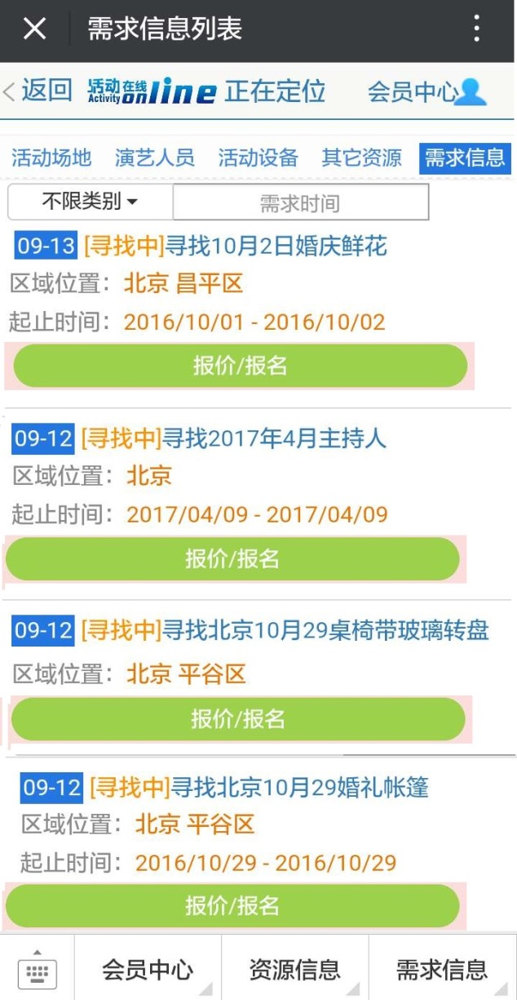 需求信息列表
返回 活动在线 Activity online 正在定位 会员中心
活动场地 演艺人员 活动设备 其它资源 需求信息
不限类别 需求时间
09-13 [寻找中]寻找10月2日婚庆鲜花
区域位置： 北京 昌平区
起止时间： 2016/10/01 - 2016/10/02
报价/报名
09-12 [寻找中]寻找2017年4月主持人
区域位置： 北京
起止时间： 2017/04/09 - 2017/04/09
报价/报名
09-12 [寻找中]寻找北京10月29桌椅带玻璃转盘
区域位置： 北京 平谷区
报价/报名
09-12 [寻找中]寻找北京10月29婚礼帐篷
区域位置： 北京 平谷区
起止时间： 2016/10/29 - 2016/10/29
报价/报名
会员中心 资源信息 需求信息